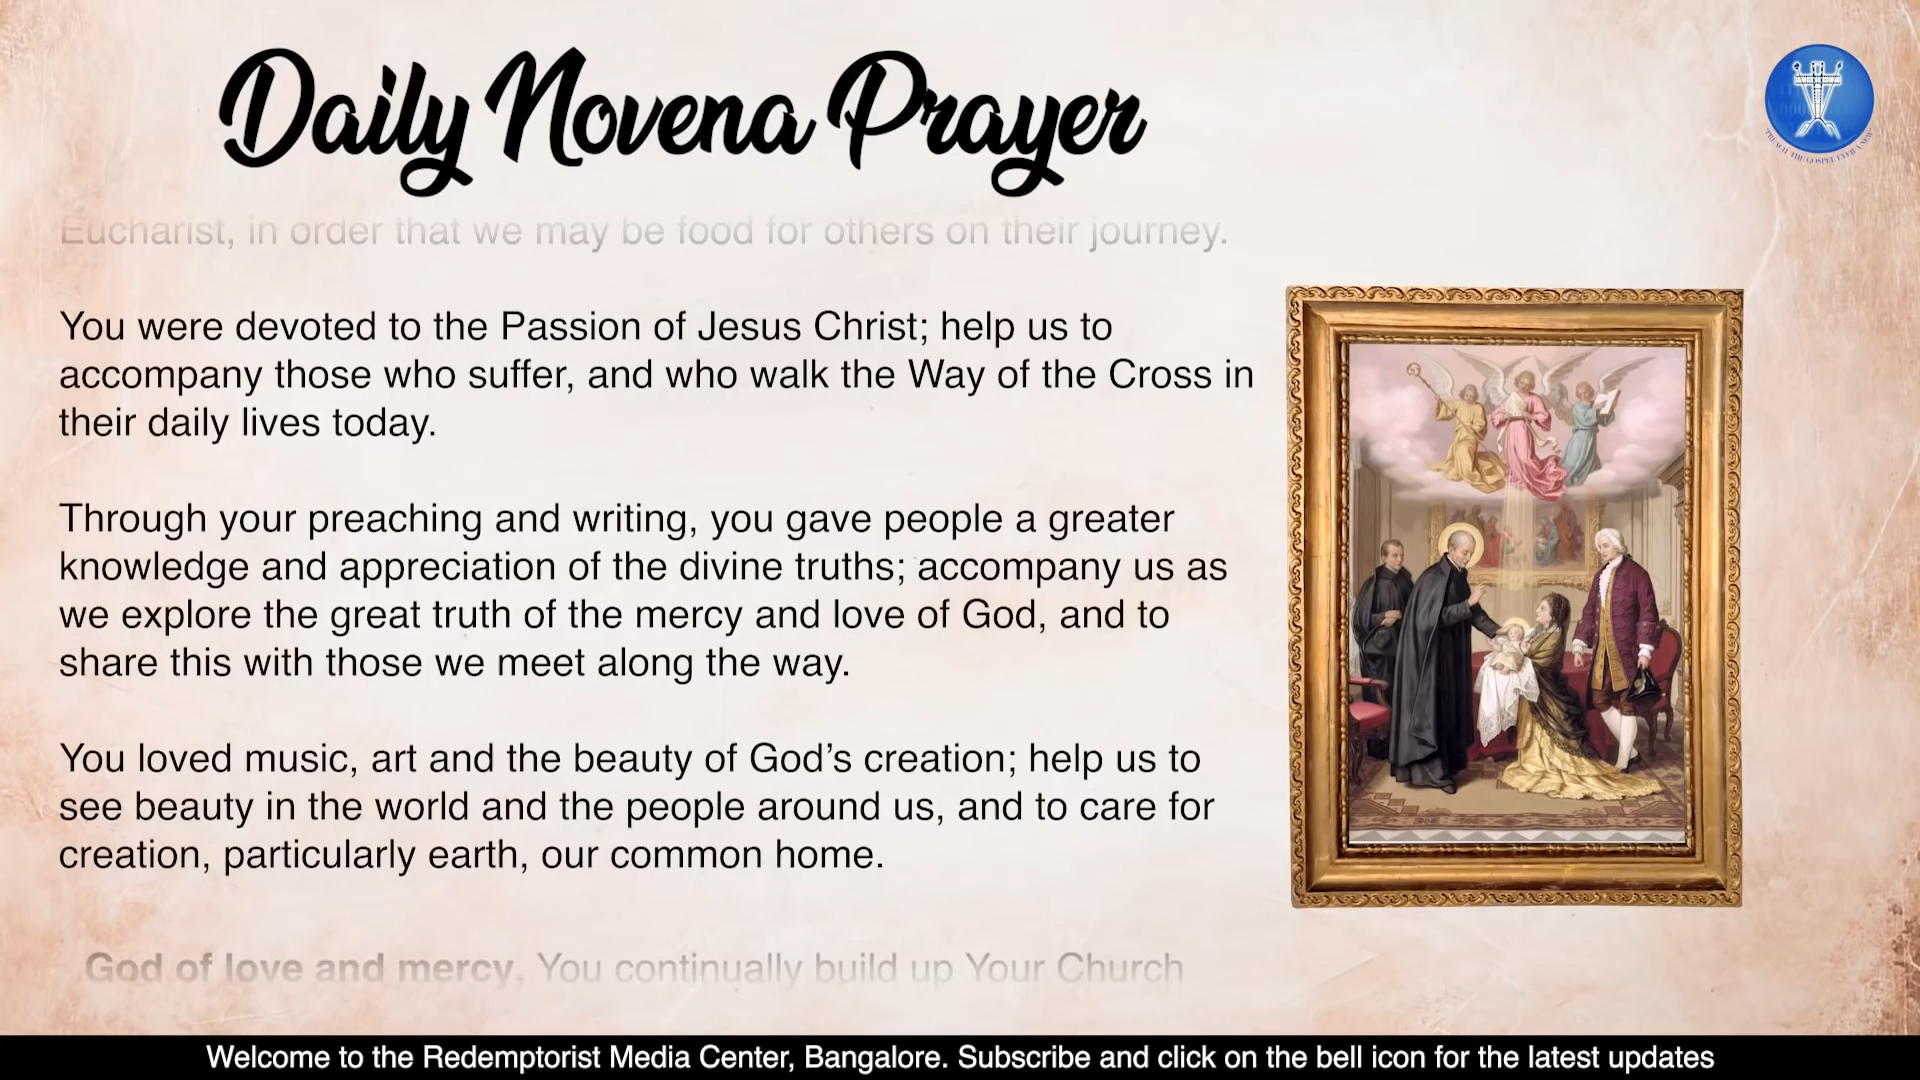 Daily Novena Prayer
Eucharist, in order that we may be food for others on their journey.
You were devoted to the Passion of Jesus Christ; help us to
accompany those who suffer, and who walk the Way of the Cross in
their daily lives today.
Through your preaching and writing, you gave people a greater
knowledge and appreciation of the divine truths; accompany us as
we explore the great truth of the mercy and love of God, and to
share this with those we meet along the way.
You loved music, art and the beauty of God’s creation; help us to
see beauty in the world and the people around us, and to care for
creation, particularly earth, our common home.
God of love and mercy, You continually build up Your Church
Welcome to the Redemptorist Media Center, Bangalore. Subscribe and click on the bell icon for the latest updates